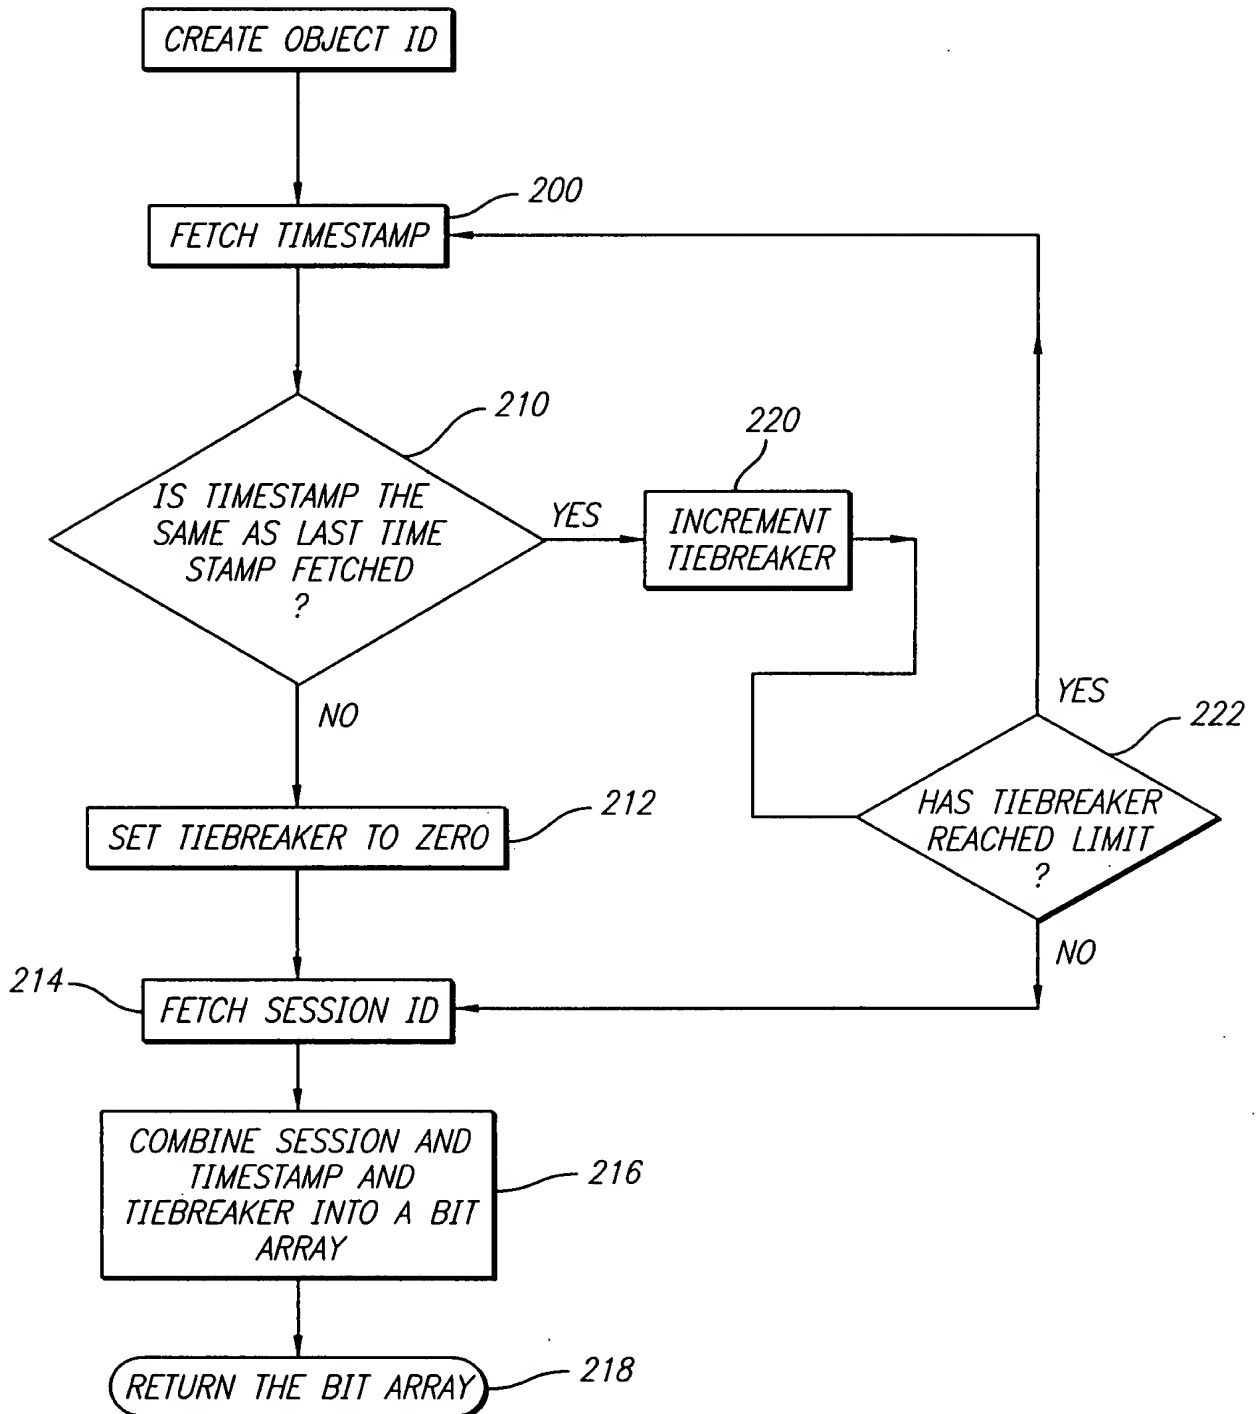 CREATE OBJECT ID
200
FETCH TIMESTAMP
210
IS TIMESTAMP THE
SAME AS LAST TIME
STAMP FETCHED
?
YES
220
INCREMENT
TIEBREAKER
NO
YES
222
HAS TIEBREAKER
REACHED LIMIT
?
NO
212
SET TIEBREAKER TO ZERO
214
FETCH SESSION ID
COMBINE SESSION AND
TIMESTAMP AND
TIEBREAKER INTO A BIT
ARRAY
216
RETURN THE BIT ARRAY
218